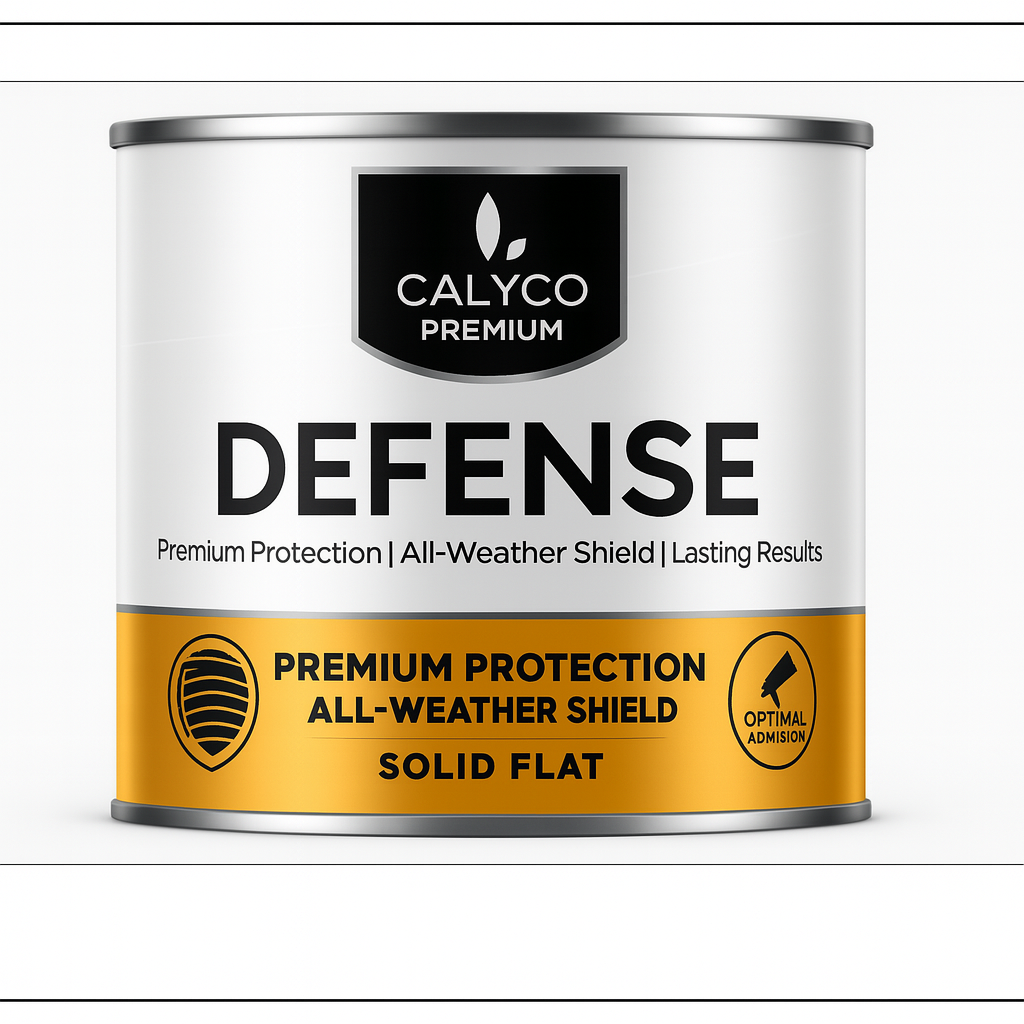 CALYCO
PREMIUM
DEFENSE
Premium Protection | All-Weather Shield | Lasting Results
PREMIUM PROTECTION
ALL-WEATHER SHIELD
SOLID FLAT
OPTIMAL
ADMISION